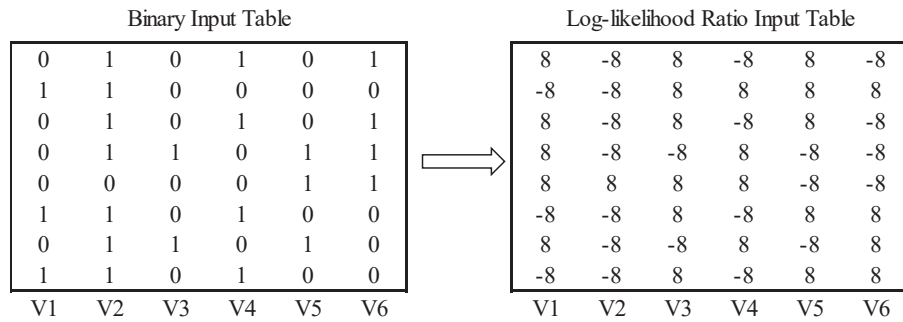 Binary Input Table Log-likelihood Ratio Input Table
0 1 0 1 0 1 8 -8 8 -8 8 -8
1 1 0 0 0 0 -8 -8 8 8 8 8
0 1 0 1 0 1 8 -8 8 -8 8 -8
0 1 1 0 1 1 8 -8 -8 8 -8 -8
0 0 0 0 1 1 8 8 8 8 -8 -8
1 1 0 1 0 0 -8 -8 8 -8 8 8
0 1 1 0 1 0 8 -8 -8 8 -8 8
1 1 0 1 0 0 -8 -8 8 -8 8 8
V1 V2 V3 V4 V5 V6 V1 V2 V3 V4 V5 V6